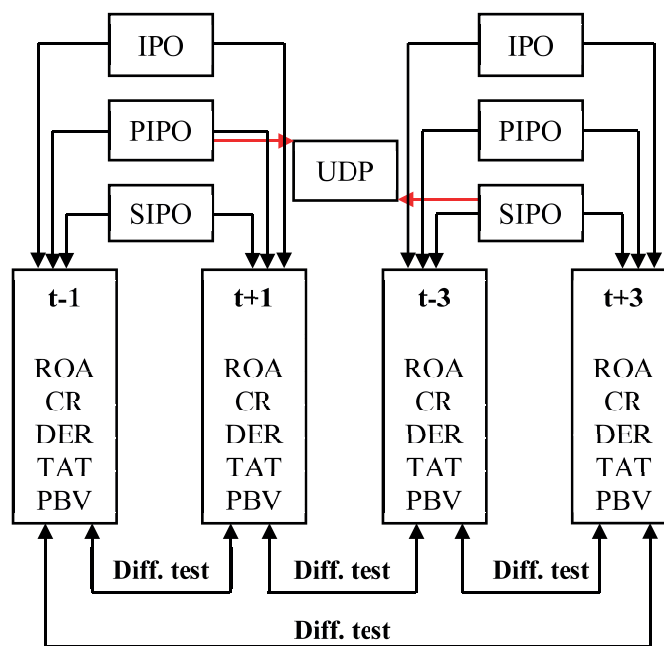 IPO IPO
PIPO PIPO
UDP
SIPO SIPO
t-1 t+1 t-3 t+3
ROA ROA ROA ROA
CR CR CR CR
DER DER DER DER
TAT TAT TAT TAT
PBV PBV PBV PBV
Diff. test Diff. test Diff. test
Diff. test